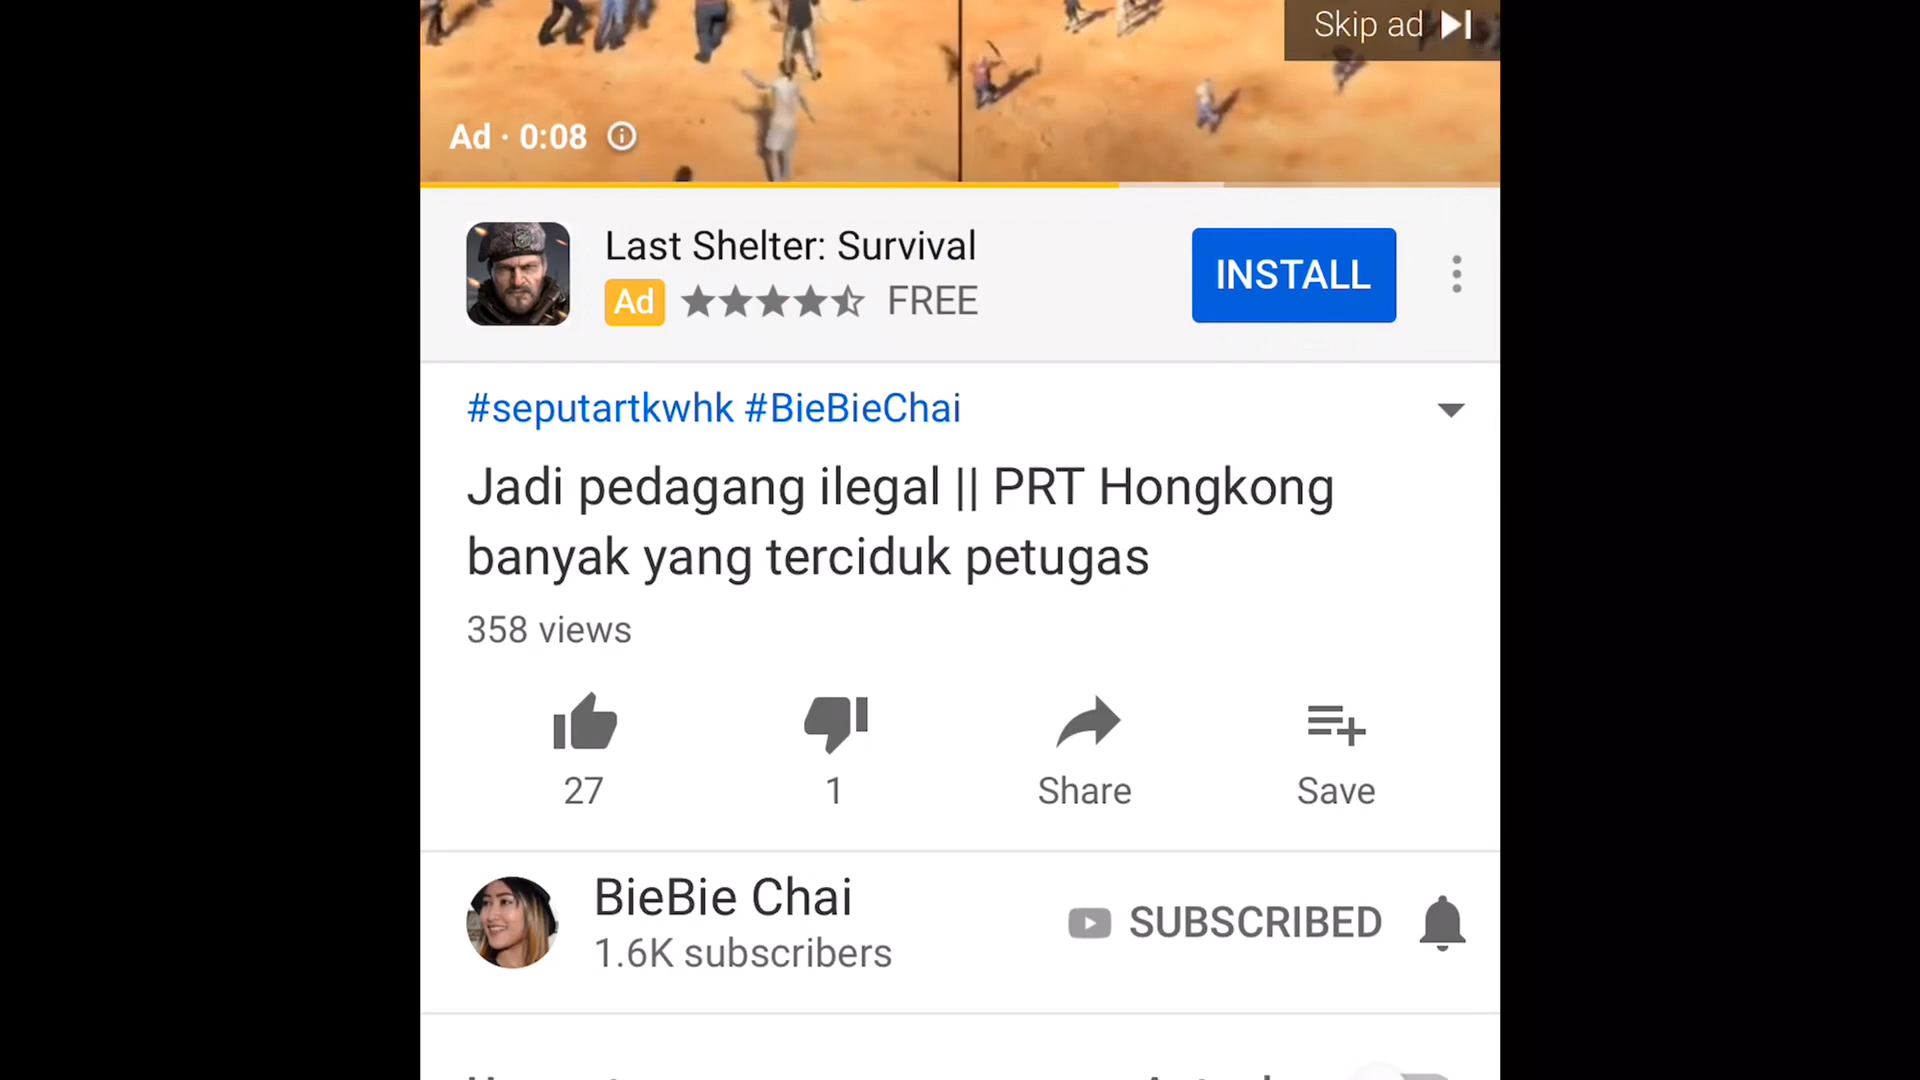 Skip ad
Ad · 0:08
Last Shelter: Survival
Ad FREE
INSTALL
#seputartkwhk #BieBieChai
Jadi pedagang ilegal || PRT Hongkong
banyak yang terciduk petugas
358 views
27
1
Share
Save
BieBie Chai
1.6K subscribers
SUBSCRIBED